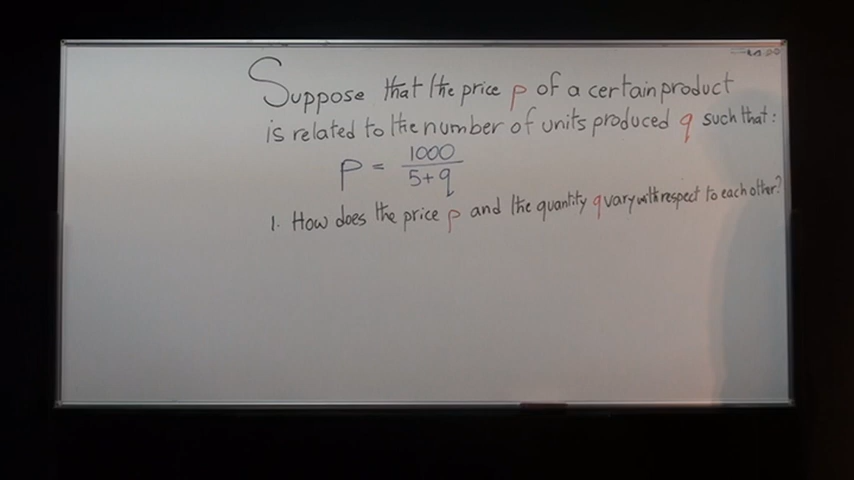 Suppose that the price p of a certain product
is related to the number of units produced q such that:
p = 1000 / 5+q
1. How does the price p and the quantity q vary with respect to each other?